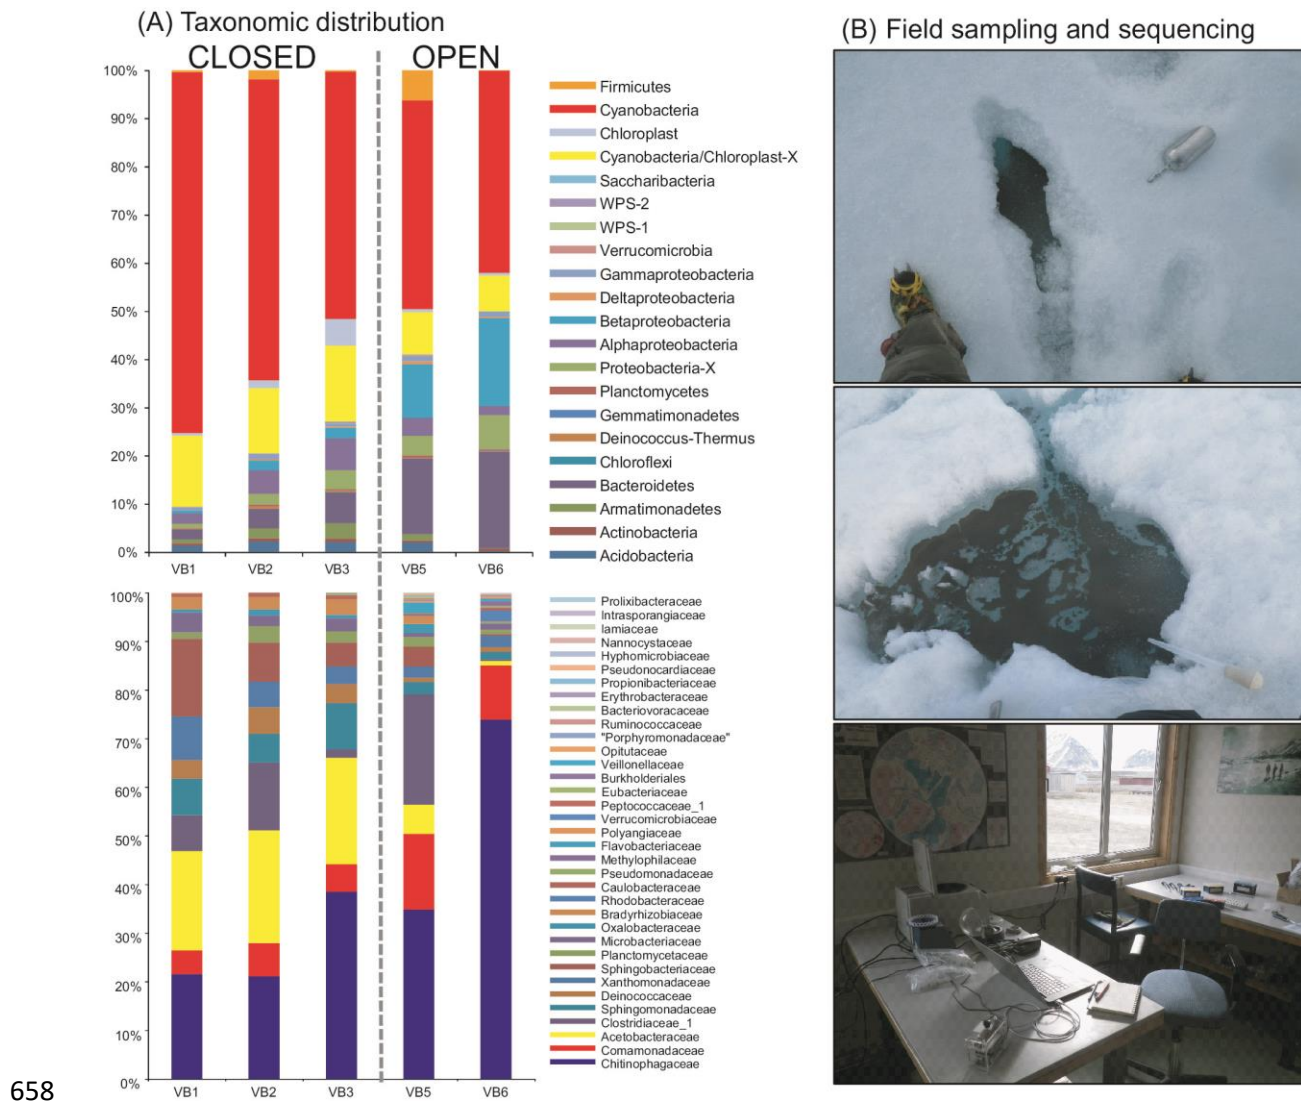 (A) Taxonomic distribution
CLOSED
OPEN
100%
90%
80%
70%
60%
50%
40%
30%
20%
10%
0%
VB1
VB2
VB3
VB5
VB6
Firmicutes
Cyanobacteria
Chloroplast
Cyanobacteria/Chloroplast-X
Saccharibacteria
WPS-2
WPS-1
Verrucomicrobia
Gammaproteobacteria
Deltaproteobacteria
Betaproteobacteria
Alphaproteobacteria
Proteobacteria-X
Planctomycetes
Gemmatimonadetes
Deinococcus-Thermus
Chloroflexi
Bacteroidetes
Armatimonadetes
Actinobacteria
Acidobacteria
100%
90%
80%
70%
60%
50%
40%
30%
20%
10%
0%
VB1
VB2
VB3
VB5
VB6
Prolixibacteraceae
Intrasporangiaceae
Iamiaceae
Nannocystaceae
Hyphomicrobiaceae
Pseudonocardiaceae
Propionibacteriaceae
Erythrobacteraceae
Bacteriovoracaceae
Ruminococcaceae
"Porphyromonadaceae"
Opitutaceae
Veillonellaceae
Burkholderiales
Eubacteriaceae
Peptococcaceae_1
Verrucomicrobiaceae
Polyangiaceae
Flavobacteriaceae
Methylophilaceae
Pseudomonadaceae
Caulobacteraceae
Rhodobacteraceae
Bradyrhizobiaceae
Oxalobacteraceae
Microbacteriaceae
Planctomycetaceae
Sphingobacteriaceae
Xanthomonadaceae
Deinococcaceae
Sphingomonadaceae
Clostridiaceae_1
Acetobacteraceae
Comamonadaceae
Chitinophagaceae
(B) Field sampling and sequencing
658